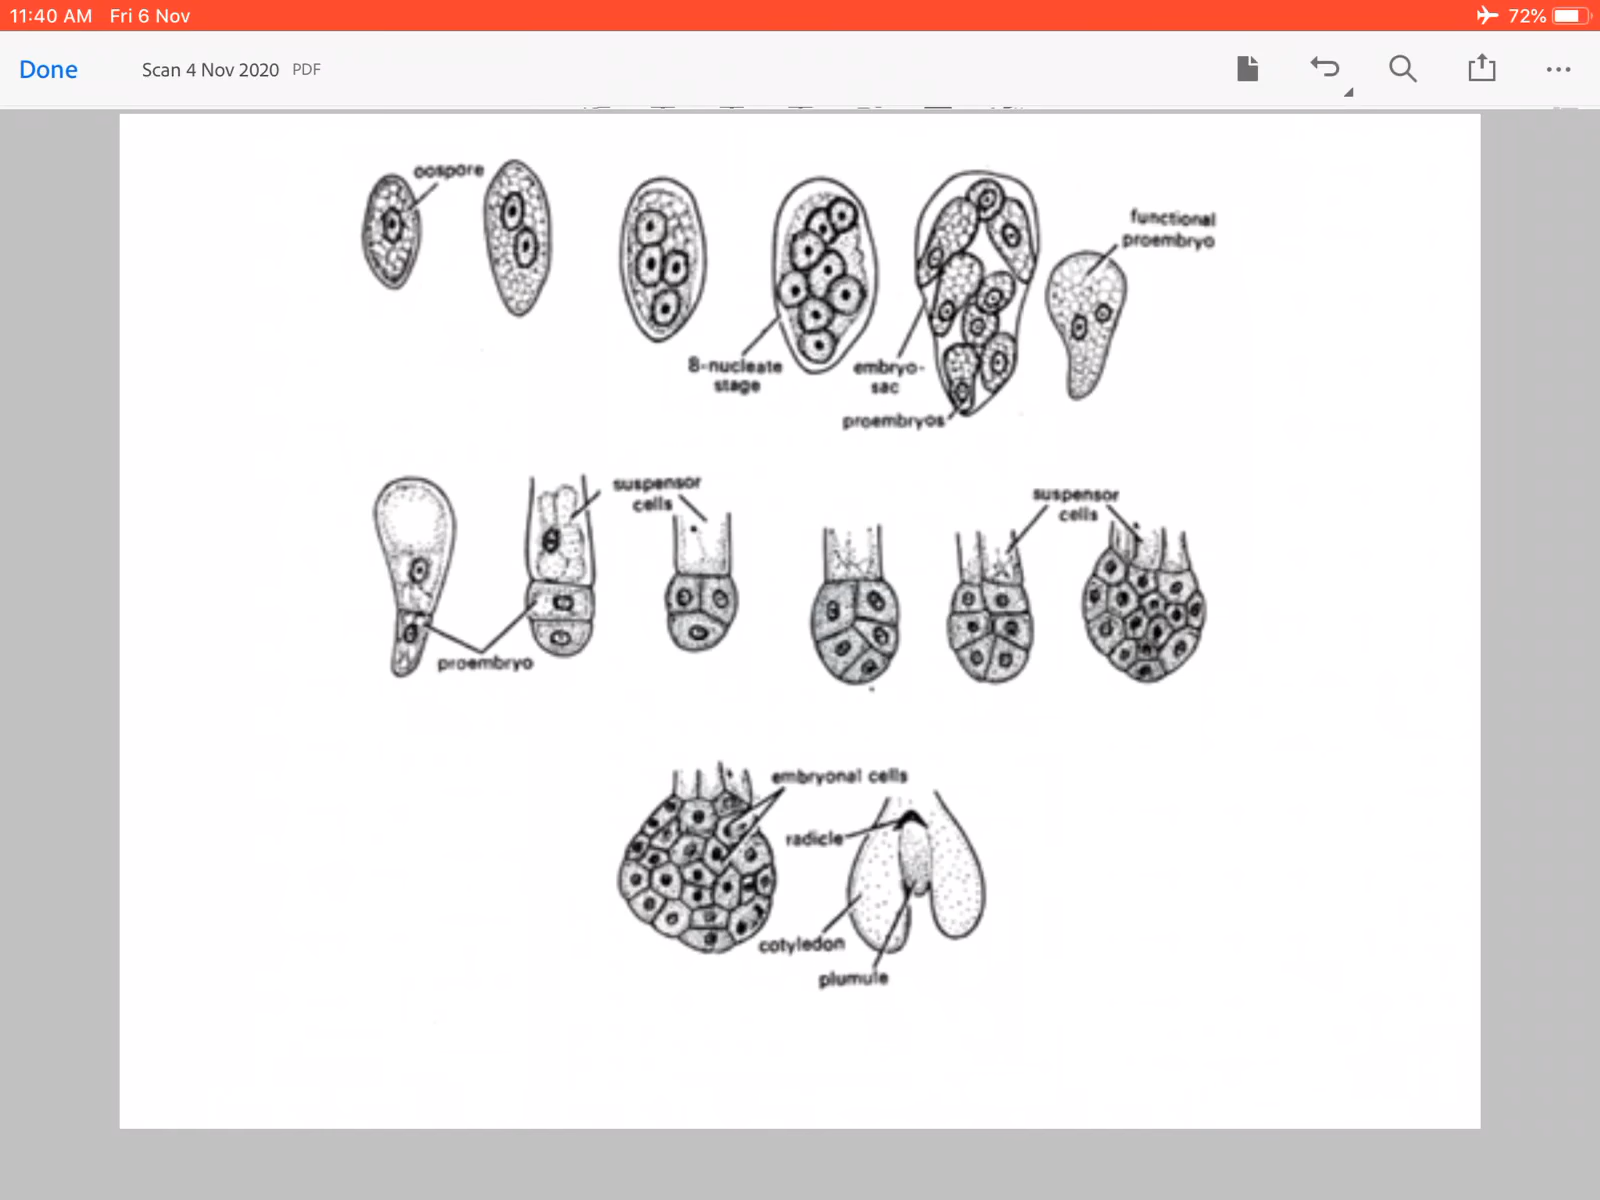 11:40 AM Fri 6 Nov
72%
Done
Scan 4 Nov 2020 PDF
oospore
functional
proembryo
8-nucleate
stage
embryo-
sac
proembryos
suspensor
cells
suspensor
cells
proembryo
embryonal cells
radicle
cotyledon
plumule